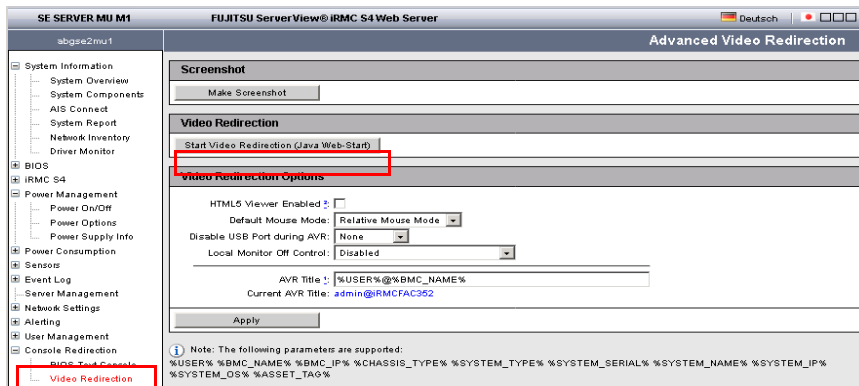 SE SERVER MU M1 FUJITSU ServerView® iRMC S4 Web Server Deutsch
abgse2mu1 Advanced Video Redirection
System Information
System Overview
System Components
AIS Connect
System Report
Network Inventory
Driver Monitor
BIOS
iRMC S4
Power Management
Power On/Off
Power Options
Power Supply Info
Power Consumption
Sensors
Event Log
Server Management
Network Settings
Alerting
User Management
Console Redirection
BIOS Text Console
Video Redirection
Screenshot
Make Screenshot
Video Redirection
Start Video Redirection (Java Web-Start)
Video Redirection Options
HTML5 Viewer Enabled ²:
Default Mouse Mode: Relative Mouse Mode
Disable USB Port during AVR: None
Local Monitor Off Control: Disabled
AVR Title ¹: %USER%@%BMC_NAME%
Current AVR Title: admin@iRMCFAC352
Apply
Note: The following parameters are supported:
%USER% %BMC_NAME% %BMC_IP% %CHASSIS_TYPE% %SYSTEM_TYPE% %SYSTEM_SERIAL% %SYSTEM_NAME% %SYSTEM_IP%
%SYSTEM_OS% %ASSET_TAG%